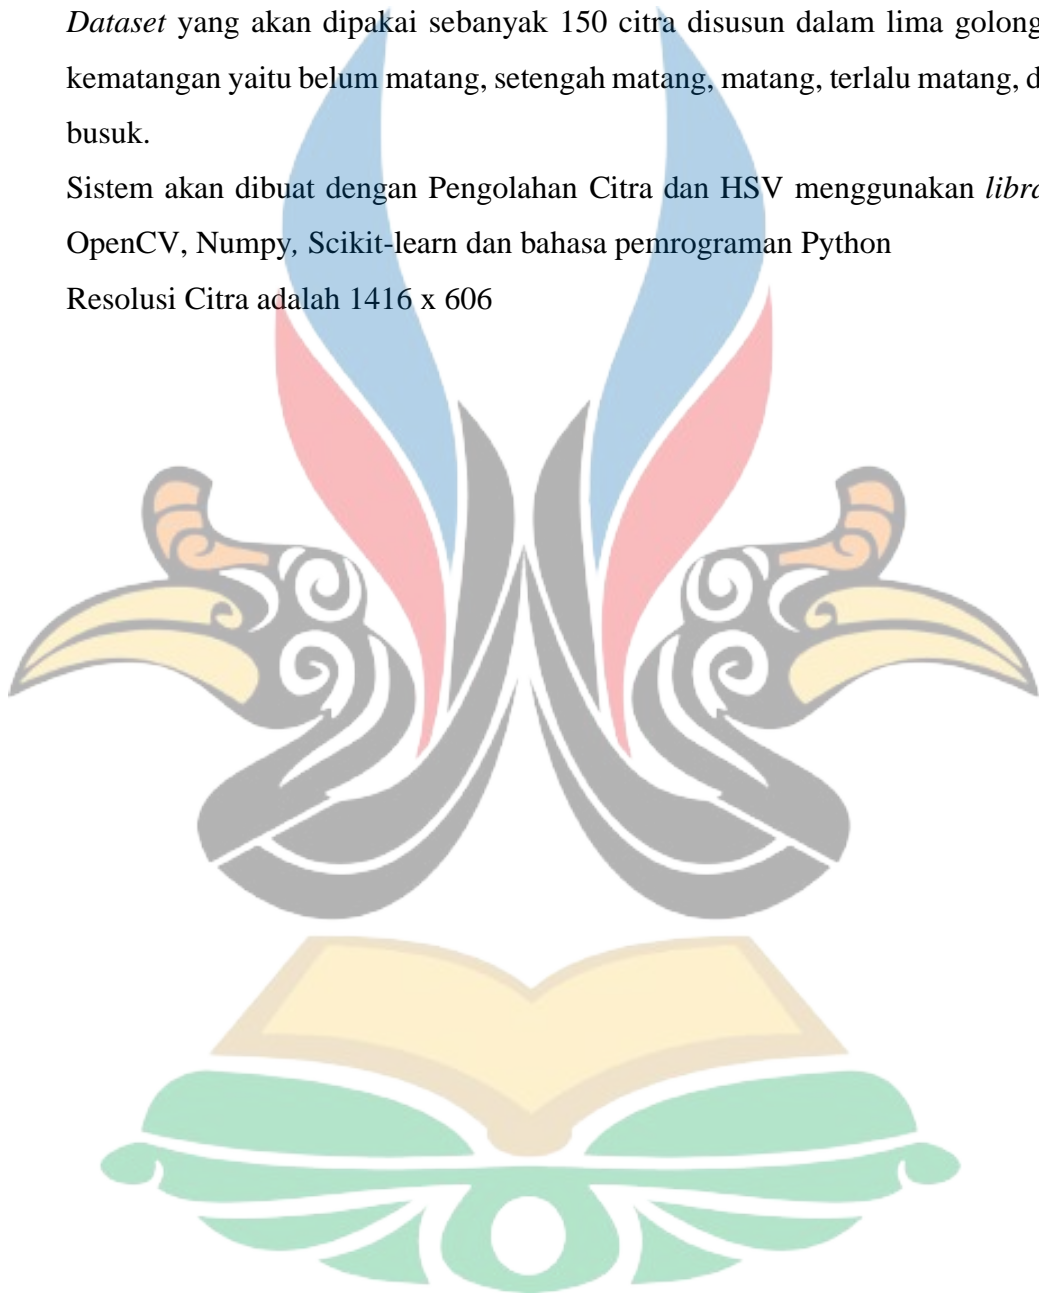 Dataset yang akan dipakai sebanyak 150 citra disusun dalam lima golong
kematangan yaitu belum matang, setengah matang, matang, terlalu matang, d
busuk.
Sistem akan dibuat dengan Pengolahan Citra dan HSV menggunakan libra
OpenCV, Numpy, Scikit-learn dan bahasa pemrograman Python
Resolusi Citra adalah 1416 x 606